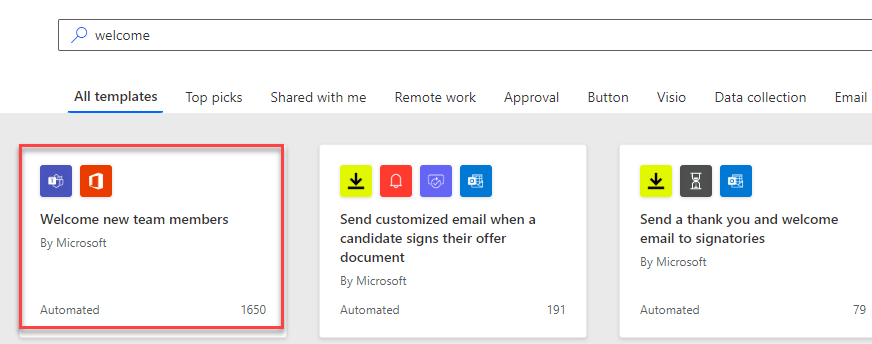 welcome
All templates Top picks Shared with me Remote work Approval Button Visio Data collection Email
Welcome new team members
By Microsoft
Automated 1650
Send customized email when a
candidate signs their offer
document
By Microsoft
Automated 191
Send a thank you and welcome
email to signatories
By Microsoft
Automated 79